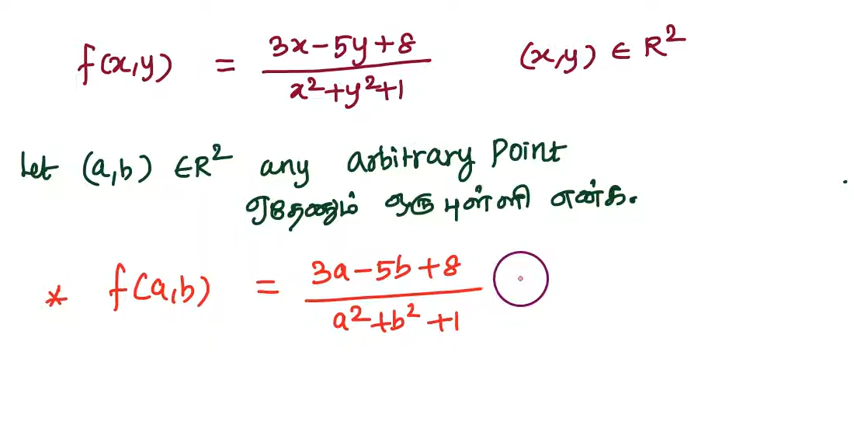 f(x,y) = (3x-5y+8)/(x²+y²+1) (x,y) ∈ R²
Let (a,b) ∈R² any arbitrary Point
ஏதேனும் ஒரு புள்ளி என்க.
* f(a,b) = (3a-5b+8)/(a²+b²+1)